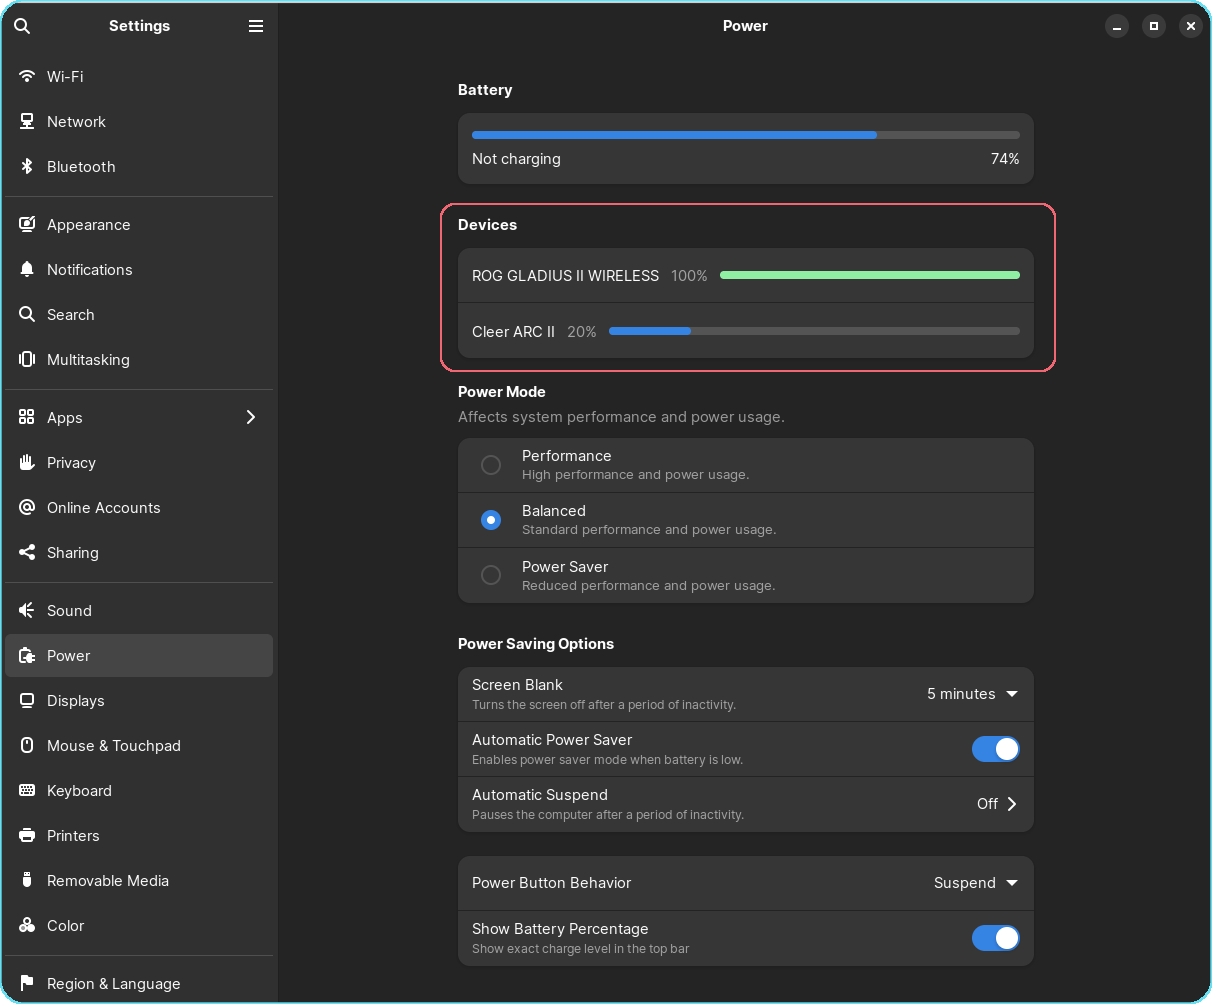 Settings
Wi-Fi
Network
Bluetooth
Appearance
Notifications
Search
Multitasking
Apps
Privacy
Online Accounts
Sharing
Sound
Power
Displays
Mouse & Touchpad
Keyboard
Printers
Removable Media
Color
Region & Language
Power
Battery
Not charging 74%
Devices
ROG GLADIUS II WIRELESS 100%
Cleer ARC II 20%
Power Mode
Affects system performance and power usage.
Performance
High performance and power usage.
Balanced
Standard performance and power usage.
Power Saver
Reduced performance and power usage.
Power Saving Options
Screen Blank
Turns the screen off after a period of inactivity.
5 minutes
Automatic Power Saver
Enables power saver mode when battery is low.
Automatic Suspend
Pauses the computer after a period of inactivity.
Off
Power Button Behavior Suspend
Show Battery Percentage
Show exact charge level in the top bar